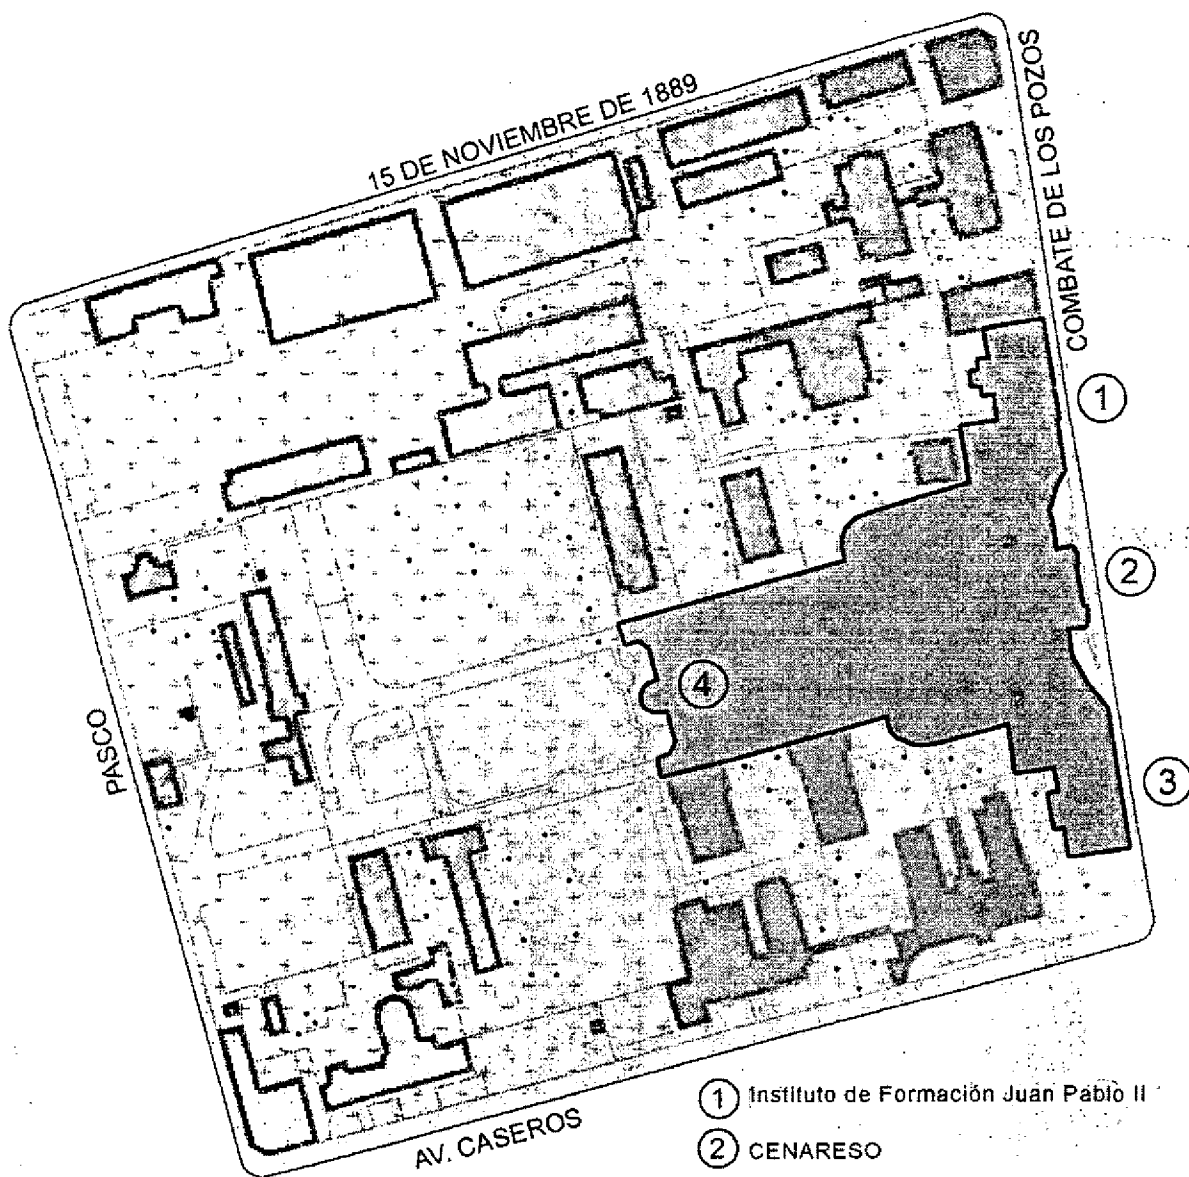 15 DE NOVIEMBRE DE 1889
COMBATE DE LOS POZOS
1
2
4
PASCO
3
1 Instituto de Formación Juan Pablo II
AV. CASEROS
2 CENARESO